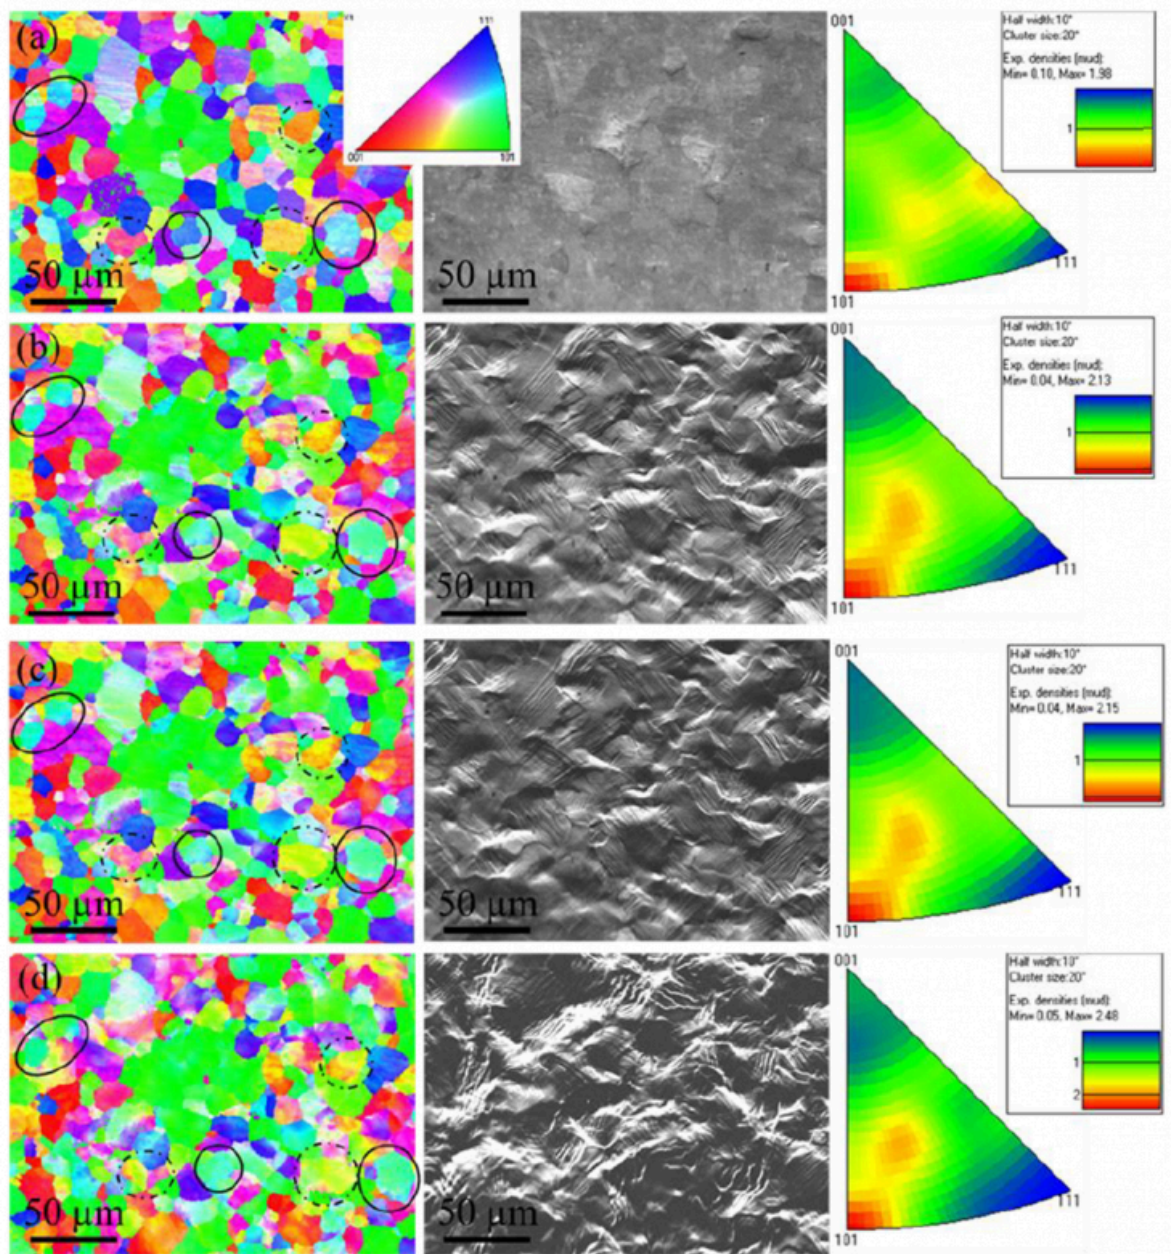 (a)
111
001
101
50 µm
50 µm
001
101
111
Half width:10°
Cluster size:20°
Exp. densities (mud):
Min= 0.10, Max= 1.98
1
(b)
50 µm
50 µm
001
101
111
Half width:10°
Cluster size:20°
Exp. densities (mud):
Min= 0.04, Max= 2.13
1
(c)
50 µm
50 µm
001
101
111
Half width:10°
Cluster size:20°
Exp. densities (mud):
Min= 0.04, Max= 2.15
1
(d)
50 µm
50 µm
001
101
111
Half width:10°
Cluster size:20°
Exp. densities (mud):
Min= 0.05, Max= 2.48
1
2